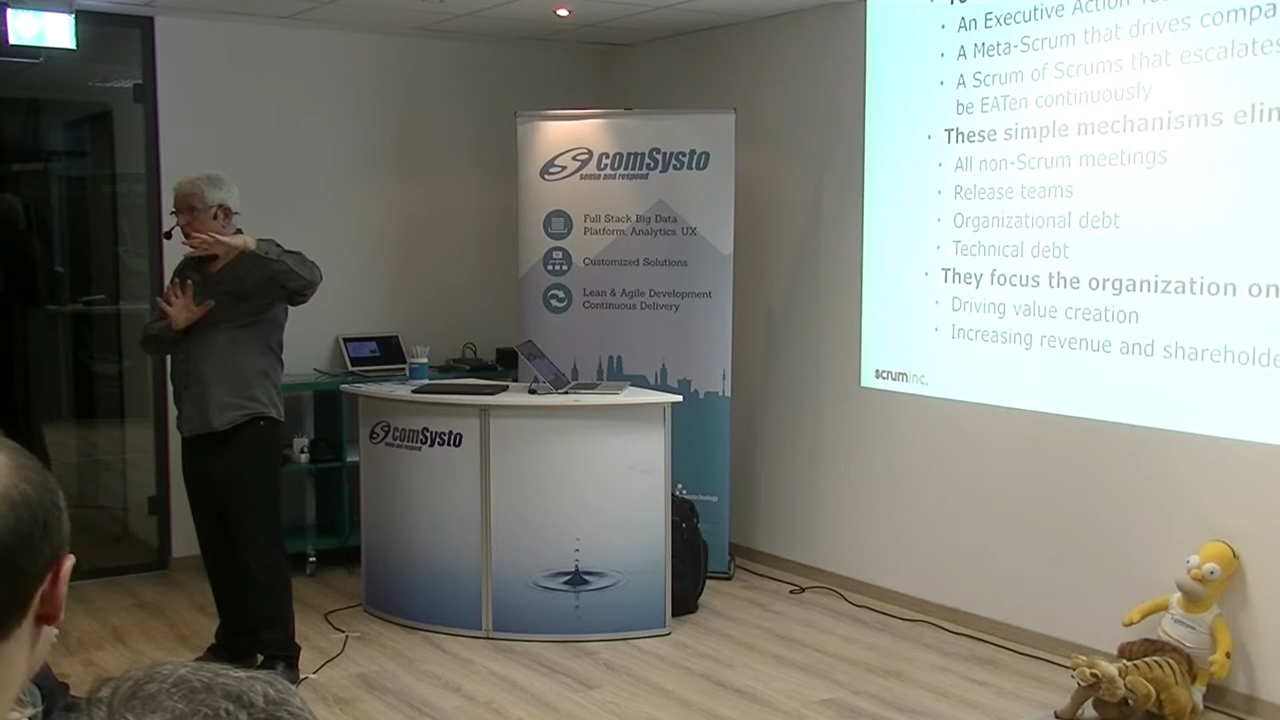 comSysto
sense and respond
Full Stack Big Data
Platform, Analytics, UX
Customized Solutions
Lean & Agile Development
Continuous Delivery
comSysto
sense and respond
An Executive Action
A Meta-Scrum that drives compa
A Scrum of Scrums that escalates
be EATen continuously
These simple mechanisms elin
All non-Scrum meetings
Release teams
Organizational debt
Technical debt
They focus the organization on
Driving value creation
Increasing revenue and shareholde
scruminc.